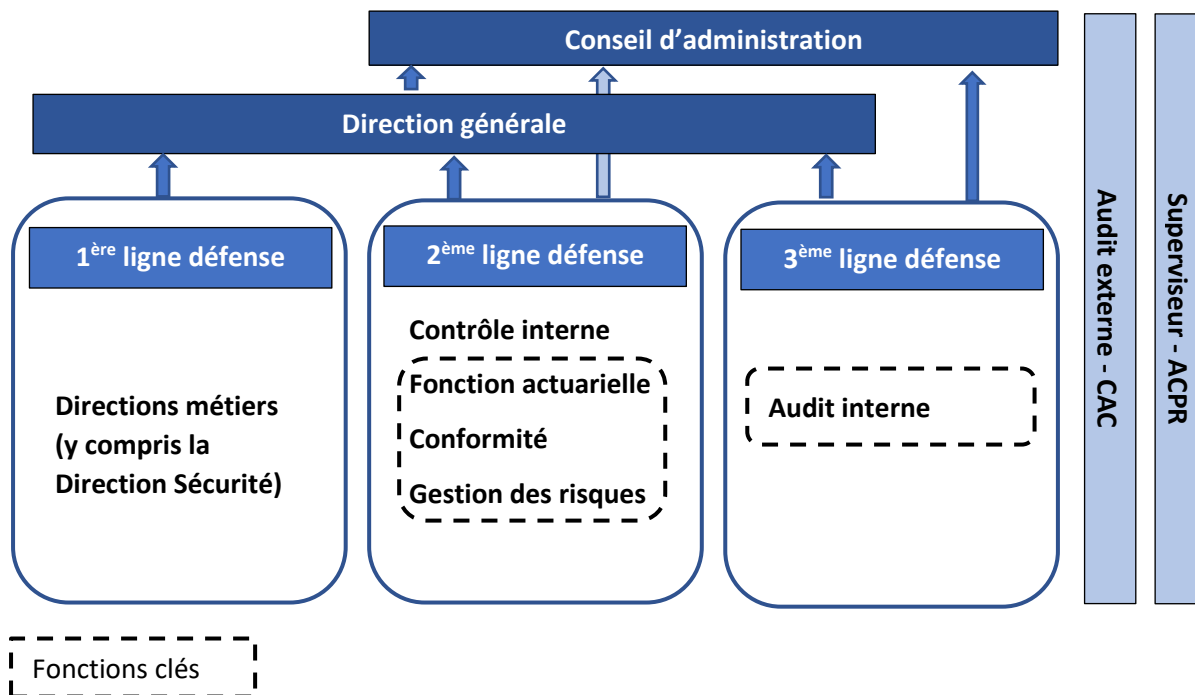 Conseil d’administration
Direction générale
1ère ligne défense
Directions métiers
(y compris la
Direction Sécurité)
2ème ligne défense
Contrôle interne
Fonction actuarielle
Conformité
Gestion des risques
3ème ligne défense
Audit interne
Audit externe - CAC
Superviseur - ACPR
Fonctions clés